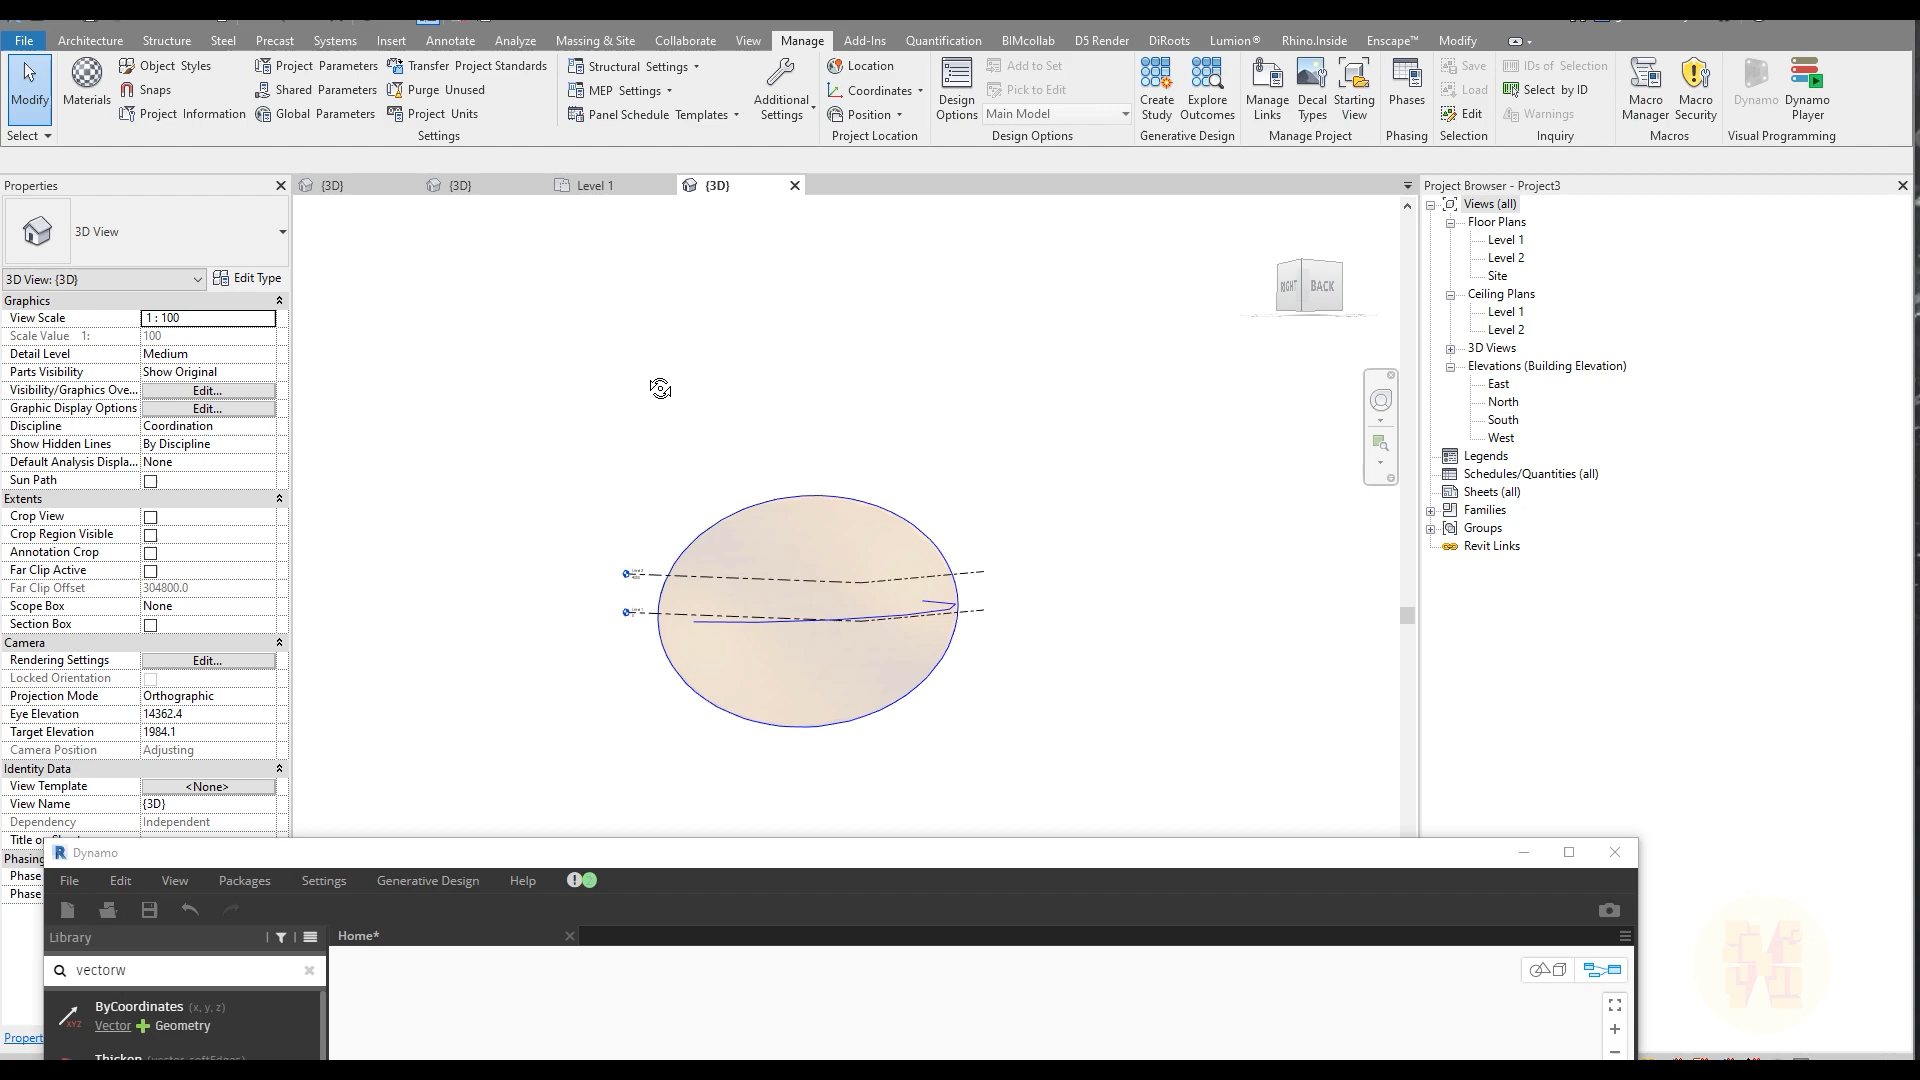 File Architecture Structure Steel Precast Systems Insert Annotate Analyze Massing & Site Collaborate View Manage Add-Ins Quantification BIMcollab D5 Render DiRoots Lumion® Rhino.Inside Enscape™ Modify
Modify
Select
Materials
Object Styles
Snaps
Project Information
Project Parameters
Shared Parameters
Global Parameters
Transfer Project Standards
Purge Unused
Project Units
Settings
Structural Settings
MEP Settings
Panel Schedule Templates
Additional Settings
Location
Coordinates
Position
Project Location
Design Options
Add to Set
Pick to Edit
Main Model
Design Options
Create Study
Explore Outcomes
Generative Design
Manage Links
Decal Types
Starting View
Manage Project
Phases
Phasing
Save
Load
Edit
Selection
IDs of Selection
Select by ID
Warnings
Inquiry
Macro Manager
Macro Security
Macros
Dynamo
Dynamo Player
Visual Programming
Properties
{3D}
{3D}
Level 1
{3D}
Project Browser - Project3
3D View
3D View: {3D}
Edit Type
Graphics
View Scale 1 : 100
Scale Value 1: 100
Detail Level Medium
Parts Visibility Show Original
Visibility/Graphics Ove... Edit...
Graphic Display Options Edit...
Discipline Coordination
Show Hidden Lines By Discipline
Default Analysis Displa... None
Sun Path
Extents
Crop View
Crop Region Visible
Annotation Crop
Far Clip Active
Far Clip Offset 304800.0
Scope Box None
Section Box
Camera
Rendering Settings Edit...
Locked Orientation
Projection Mode Orthographic
Eye Elevation 14362.4
Target Elevation 1984.1
Camera Position Adjusting
Identity Data
View Template <None>
View Name {3D}
Dependency Independent
Title o
Phasing
Phase
Phase
Propert
RIGHT BACK
Views (all)
Floor Plans
Level 1
Level 2
Site
Ceiling Plans
Level 1
Level 2
3D Views
Elevations (Building Elevation)
East
North
South
West
Legends
Schedules/Quantities (all)
Sheets (all)
Families
Groups
Revit Links
R Dynamo
File Edit View Packages Settings Generative Design Help
Library
Home*
vectorw
ByCoordinates (x, y, z)
XYZ
Vector Geometry